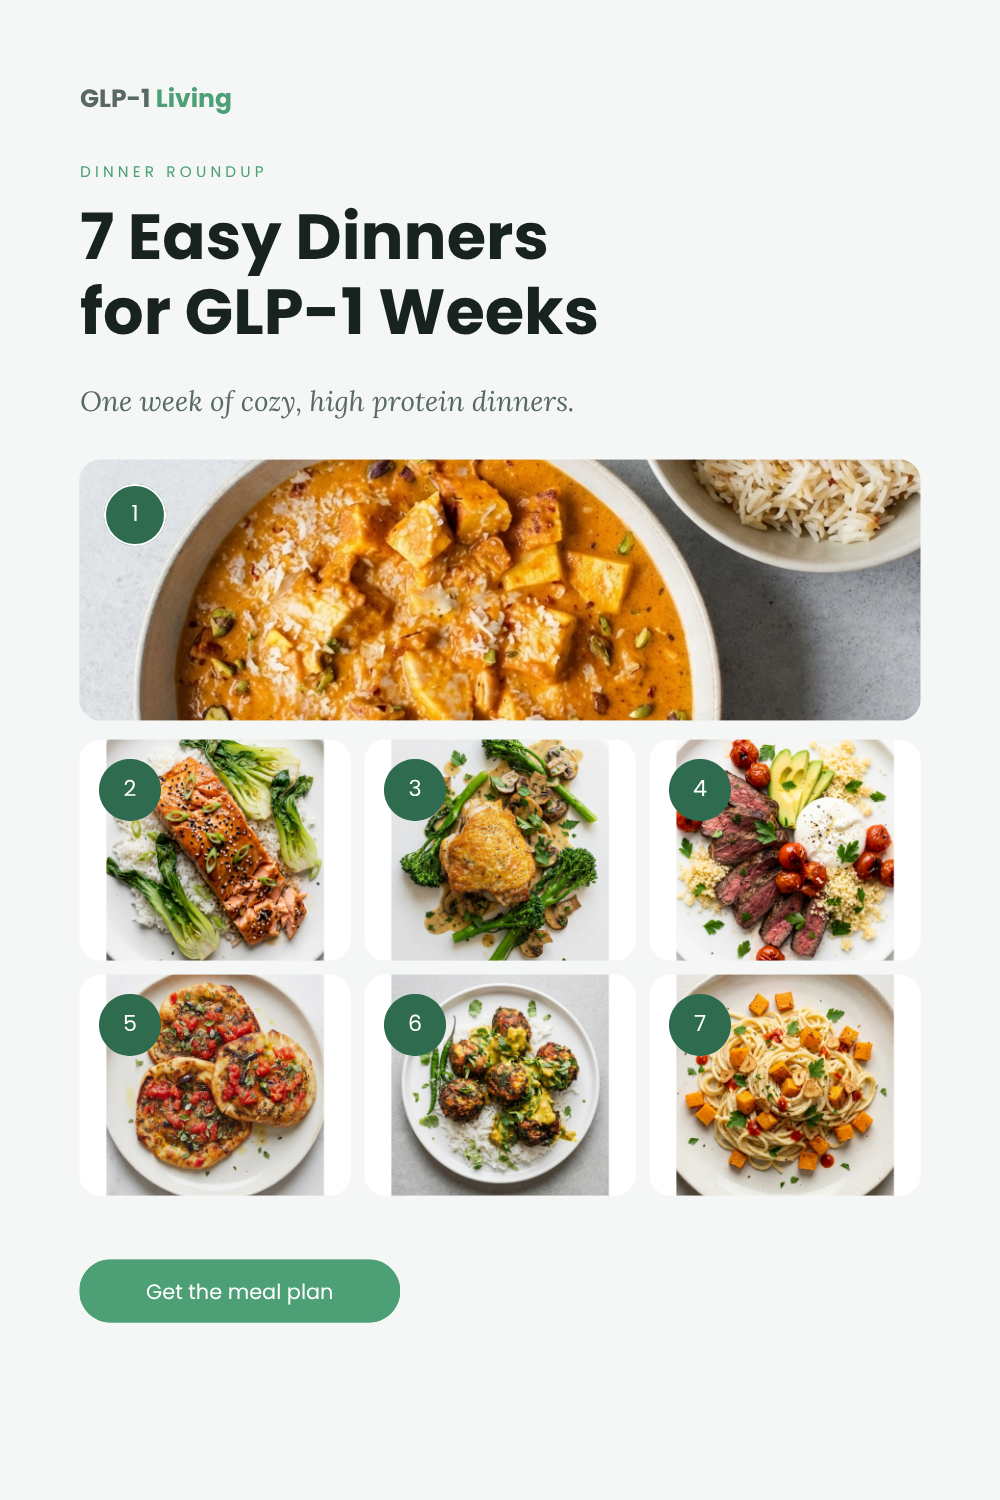 GLP-1 Living
DINNER ROUNDUP
7 Easy Dinners
for GLP-1 Weeks
One week of cozy, high protein dinners.
1
2
3
4
5
6
7
Get the meal plan